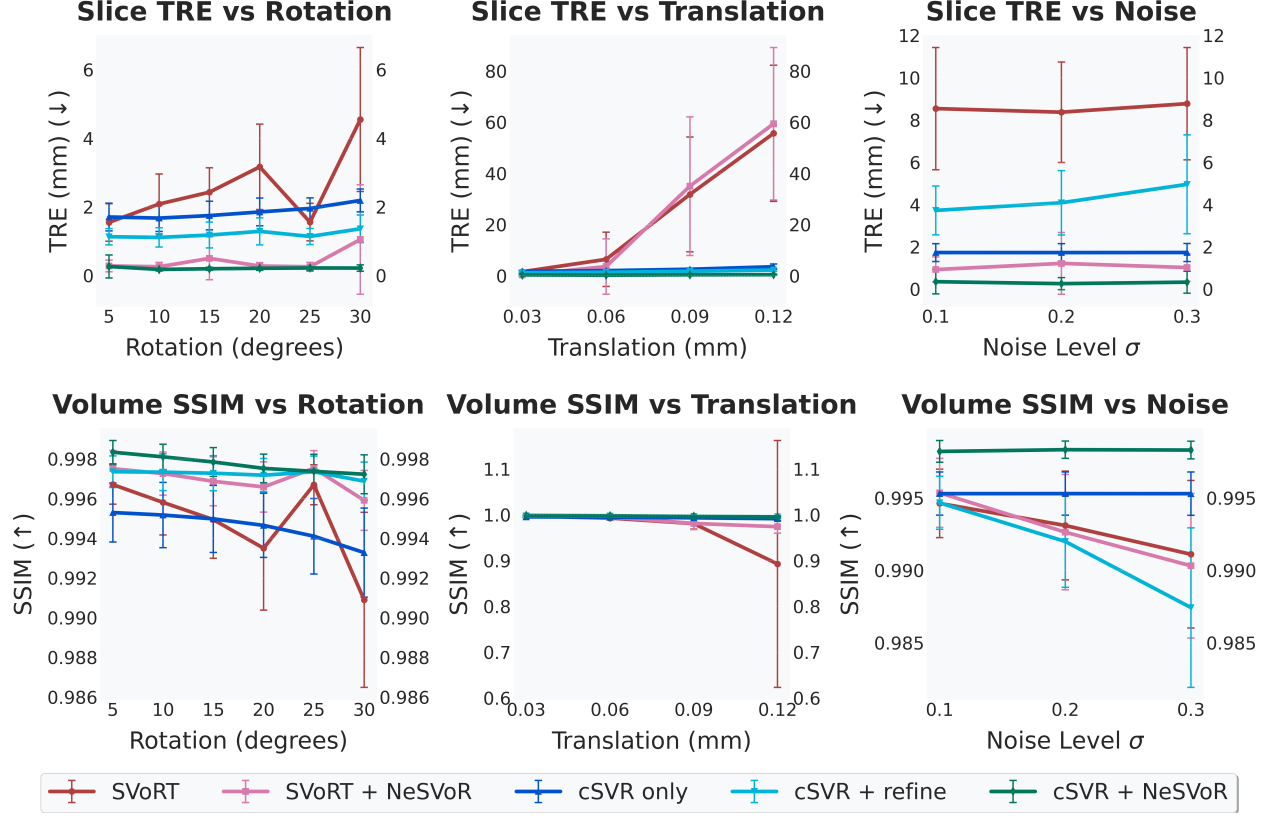 Slice TRE vs Rotation
TRE (mm) (↓)
6
4
2
0
6
4
2
0
5 10 15 20 25 30
Rotation (degrees)
Slice TRE vs Translation
TRE (mm) (↓)
80
60
40
20
0
80
60
40
20
0
0.03 0.06 0.09 0.12
Translation (mm)
Slice TRE vs Noise
TRE (mm) (↓)
12
10
8
6
4
2
0
12
10
8
6
4
2
0
0.1 0.2 0.3
Noise Level σ
Volume SSIM vs Rotation
SSIM (↑)
0.998
0.996
0.994
0.992
0.990
0.988
0.986
0.998
0.996
0.994
0.992
0.990
0.988
0.986
5 10 15 20 25 30
Rotation (degrees)
Volume SSIM vs Translation
SSIM (↑)
1.1
1.0
0.9
0.8
0.7
0.6
1.1
1.0
0.9
0.8
0.7
0.6
0.03 0.06 0.09 0.12
Translation (mm)
Volume SSIM vs Noise
SSIM (↑)
0.995
0.990
0.985
0.995
0.990
0.985
0.1 0.2 0.3
Noise Level σ
SVoRT SVoRT + NeSVoR cSVR only cSVR + refine cSVR + NeSVoR